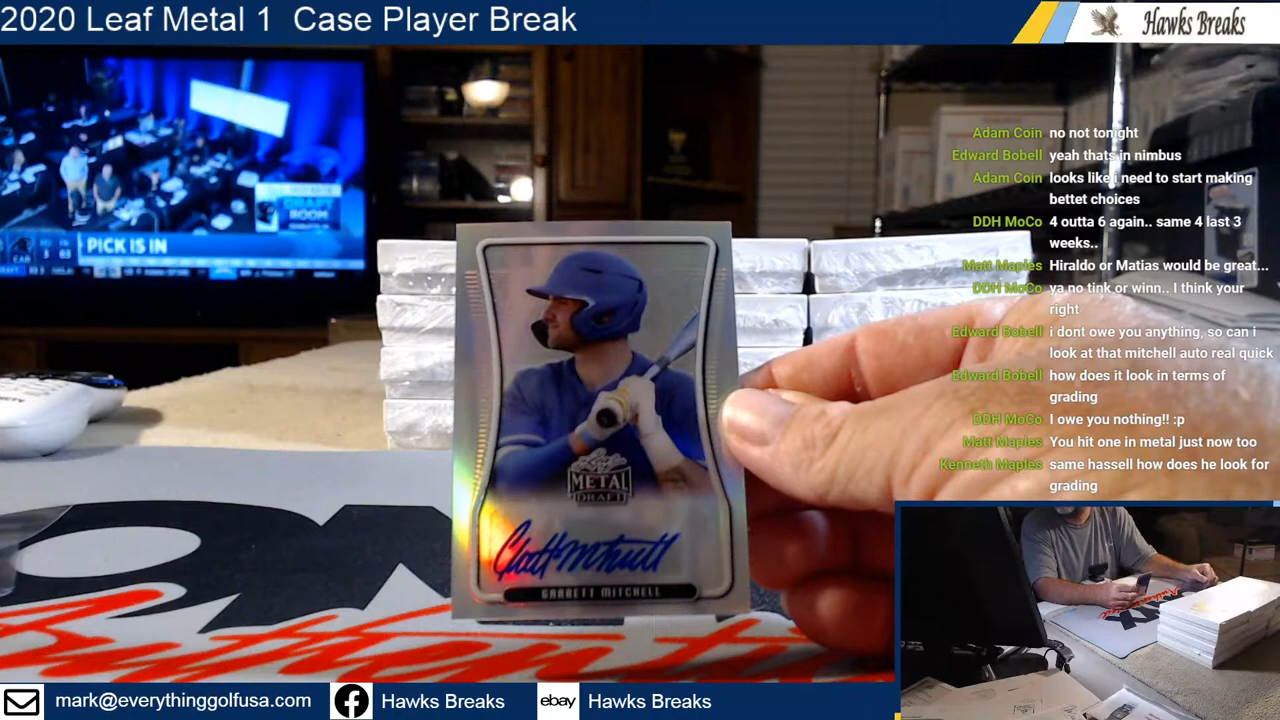 2020 Leaf Metal 1 Case Player Break
Hawks Breaks
Adam Coin no not tonight
Edward Bobell yeah thats in nimbus
Adam Coin looks like i need to start making
bettet choices
DDH MoCo 4 outta 6 again.. same 4 last 3
weeks..
Matt Maples Hiraldo or Matias would be great...
DDH MoCo ya no tink or winn.. I think your
right
Edward Bobell i dont owe you anything, so can i
look at that mitchell auto real quick
Edward Bobell how does it look in terms of
grading
DDH MoCo I owe you nothing!! :p
Matt Maples You hit one in metal just now too
Kenneth Maples same hassell how does he look for
grading
DRAFT
ROOM
PICK IS IN
Leaf
METAL
DRAFT
GARRETT MITCHELL
mark@everythinggolfusa.com
Hawks Breaks
ebay
Hawks Breaks